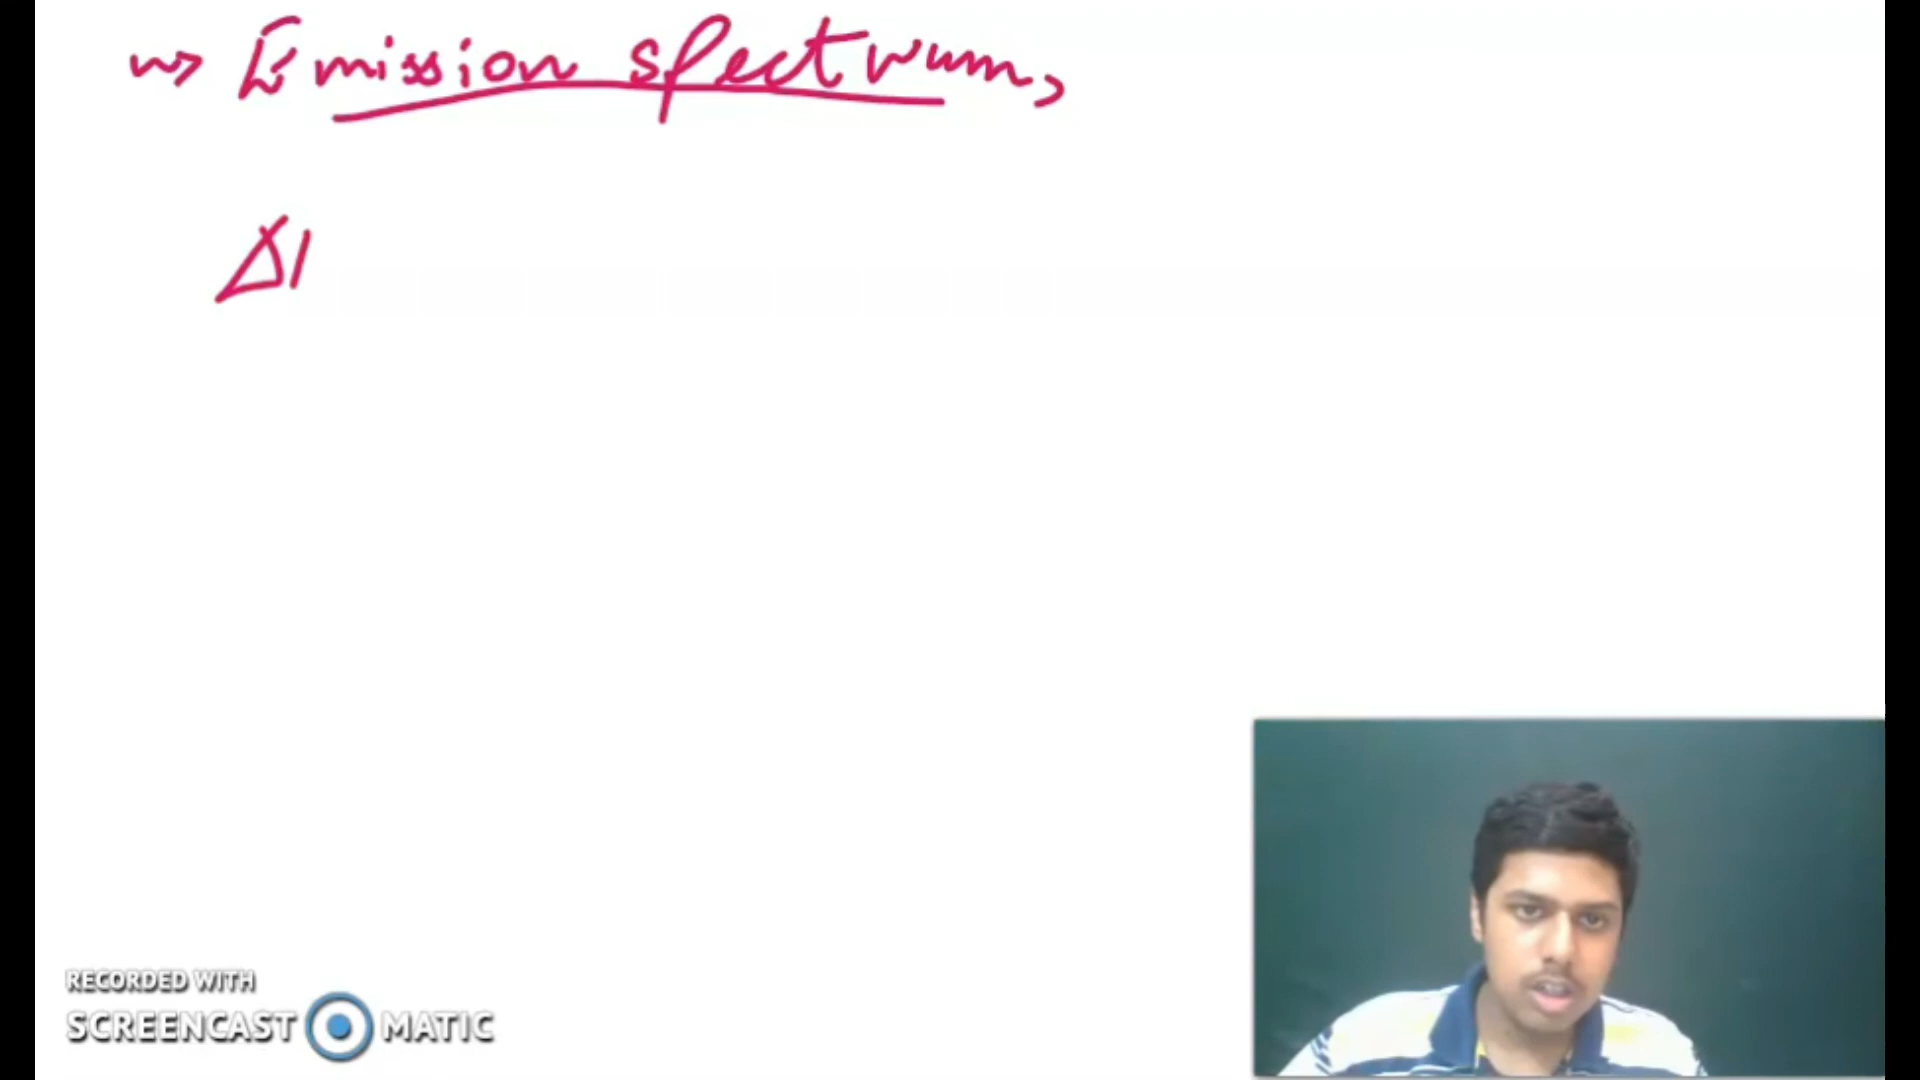 Emission spectrum,
Δ
RECORDED WITH
SCREENCAST MATIC